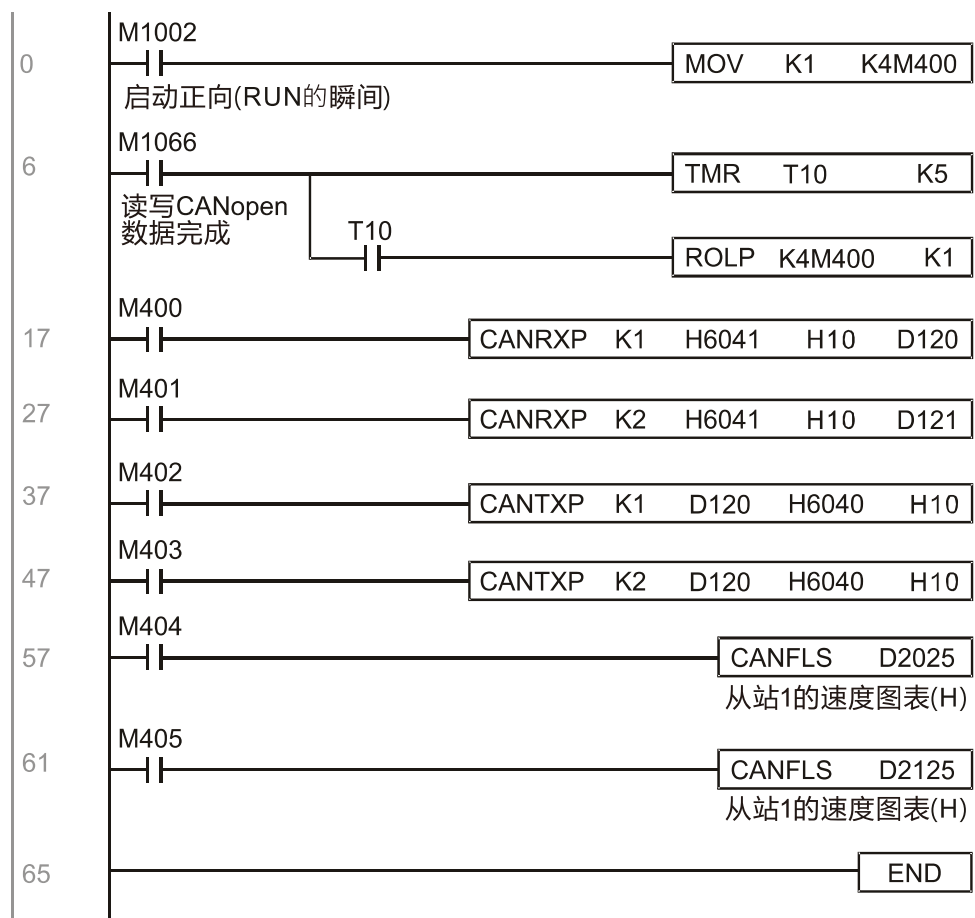 M1002
0 MOV K1 K4M400
启动正向(RUN的瞬间)
M1066
6 TMR T10 K5
读写CANopen
数据完成
T10
ROLP K4M400 K1
M400
17 CANRXP K1 H6041 H10 D120
M401
27 CANRXP K2 H6041 H10 D121
M402
37 CANTXP K1 D120 H6040 H10
M403
47 CANTXP K2 D120 H6040 H10
M404
57 CANFLS D2025
从站1的速度图表(H)
M405
61 CANFLS D2125
从站1的速度图表(H)
65 END